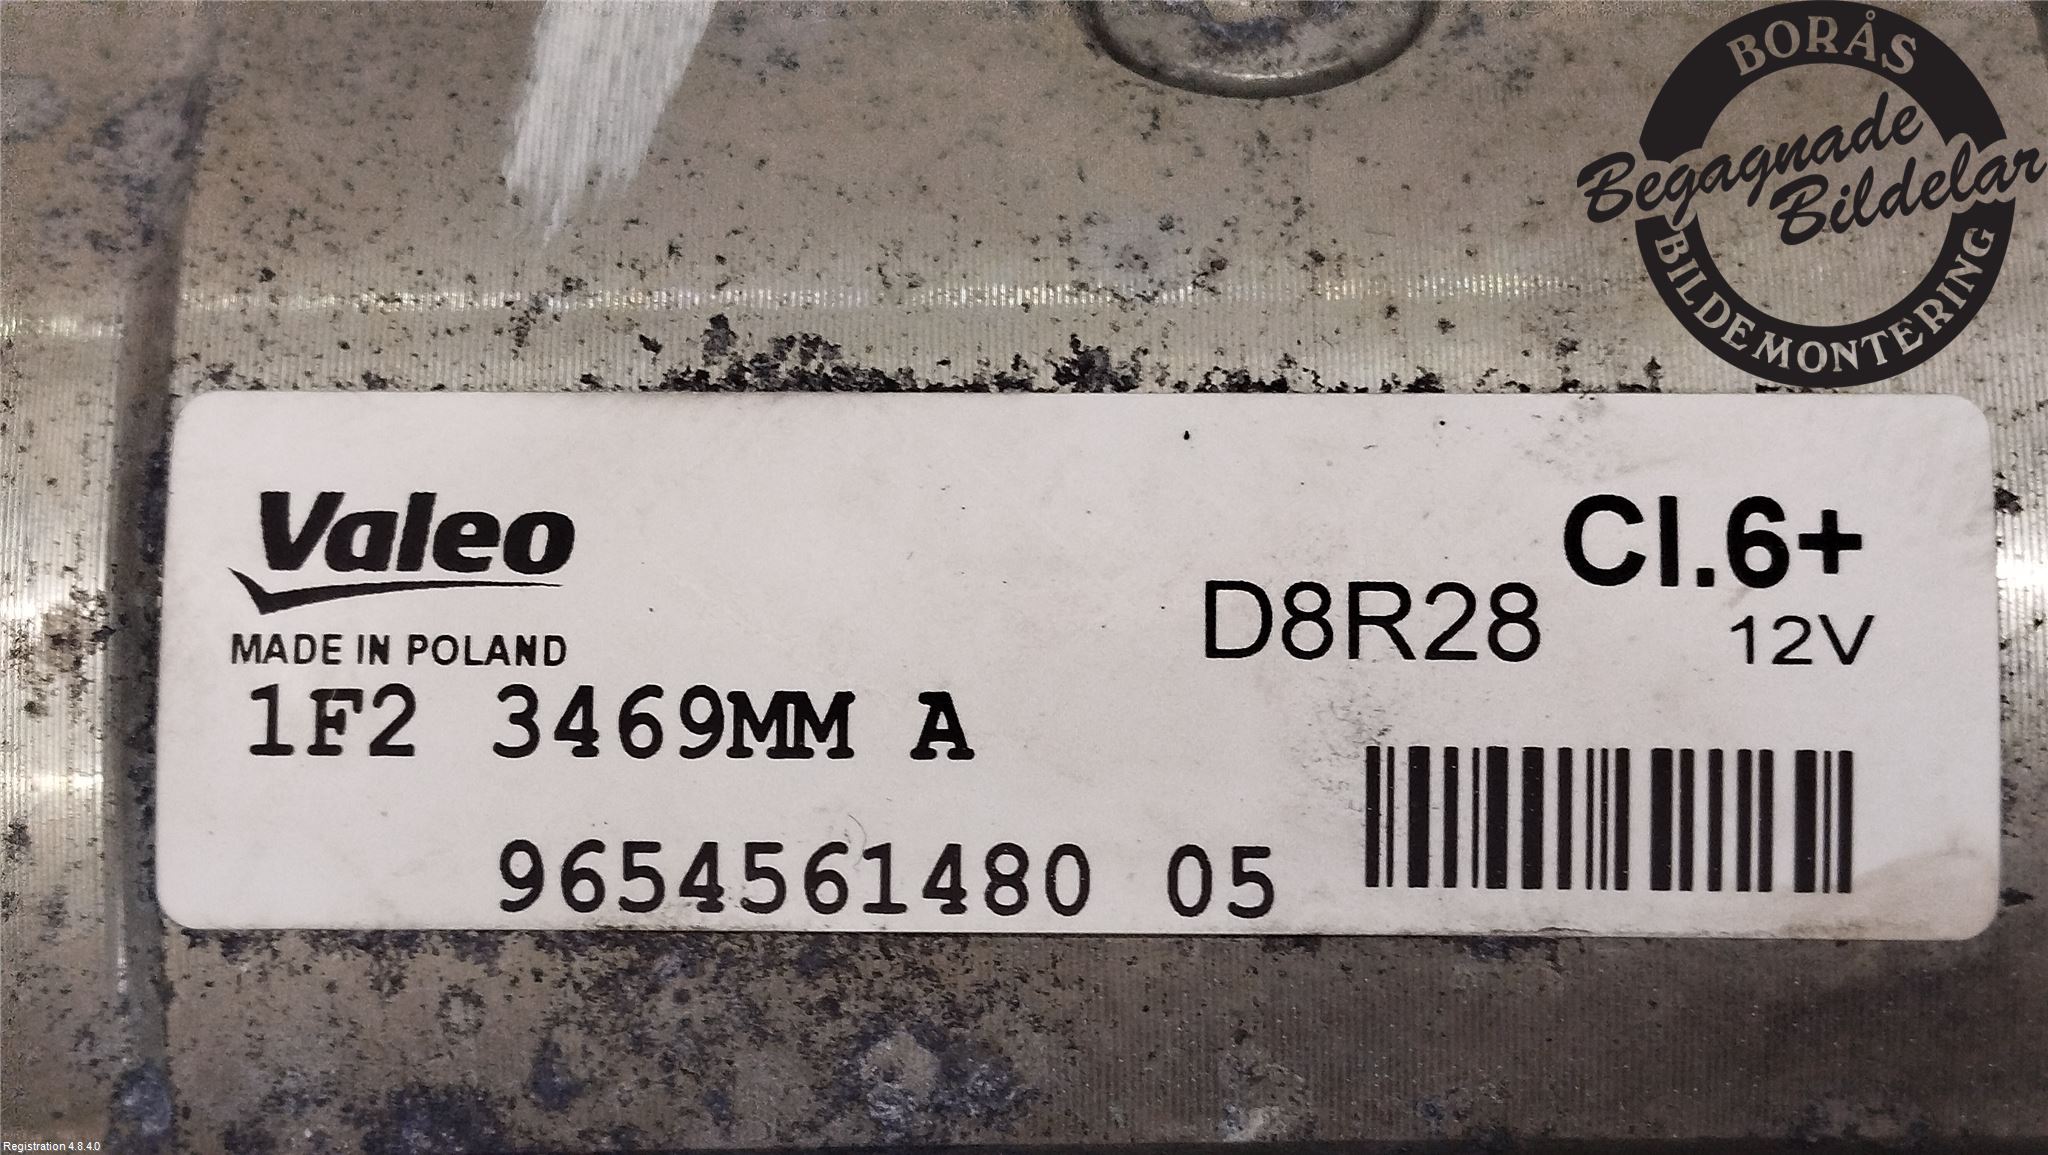 BORÅS
Begagnade
Bildelar
BILDEMONTERING
Valeo
MADE IN POLAND
Cl.6+
D8R28
12V
1F2 3469MM A
9654561480 05
Registration 4.8.4.0